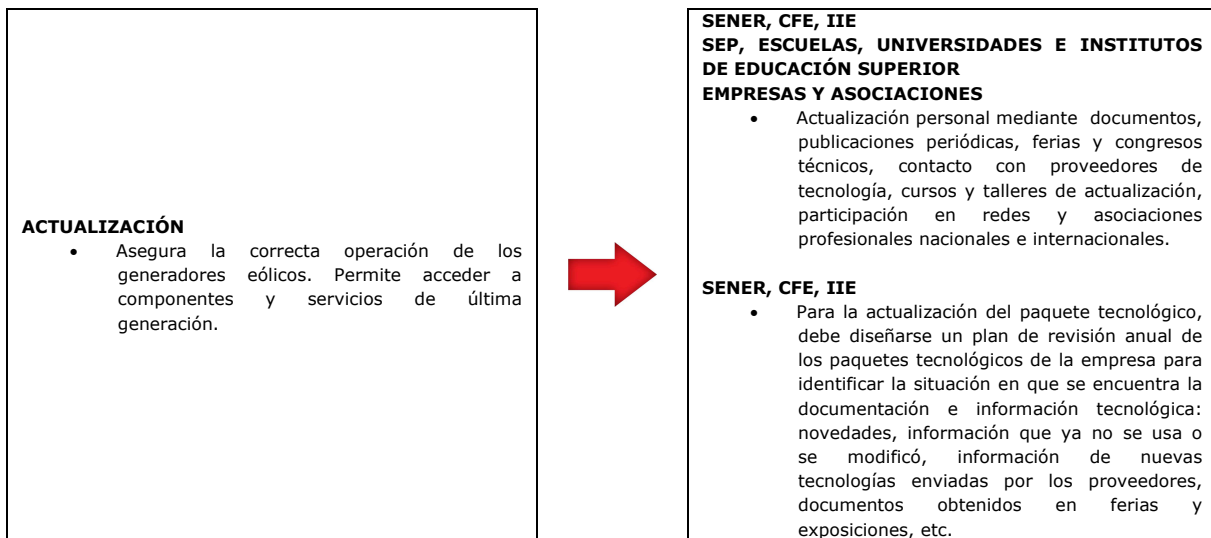 ACTUALIZACIÓN
• Asegura la correcta operación de los
generadores eólicos. Permite acceder a
componentes y servicios de última
generación.
SENER, CFE, IIE
SEP, ESCUELAS, UNIVERSIDADES E INSTITUTOS
DE EDUCACIÓN SUPERIOR
EMPRESAS Y ASOCIACIONES
• Actualización personal mediante documentos,
publicaciones periódicas, ferias y congresos
técnicos, contacto con proveedores de
tecnología, cursos y talleres de actualización,
participación en redes y asociaciones
profesionales nacionales e internacionales.
SENER, CFE, IIE
• Para la actualización del paquete tecnológico,
debe diseñarse un plan de revisión anual de
los paquetes tecnológicos de la empresa para
identificar la situación en que se encuentra la
documentación e información tecnológica:
novedades, información que ya no se usa o
se modificó, información de nuevas
tecnologías enviadas por los proveedores,
documentos obtenidos en ferias y
exposiciones, etc.